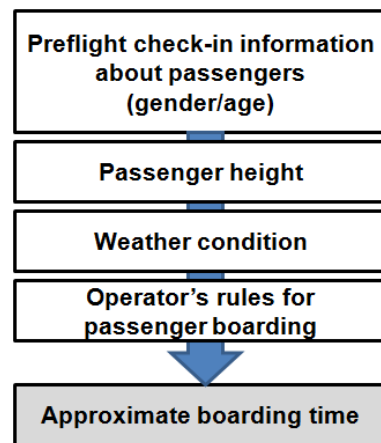 Preflight check-in information
about passengers
(gender/age)
Passenger height
Weather condition
Operator's rules for
passenger boarding
Approximate boarding time